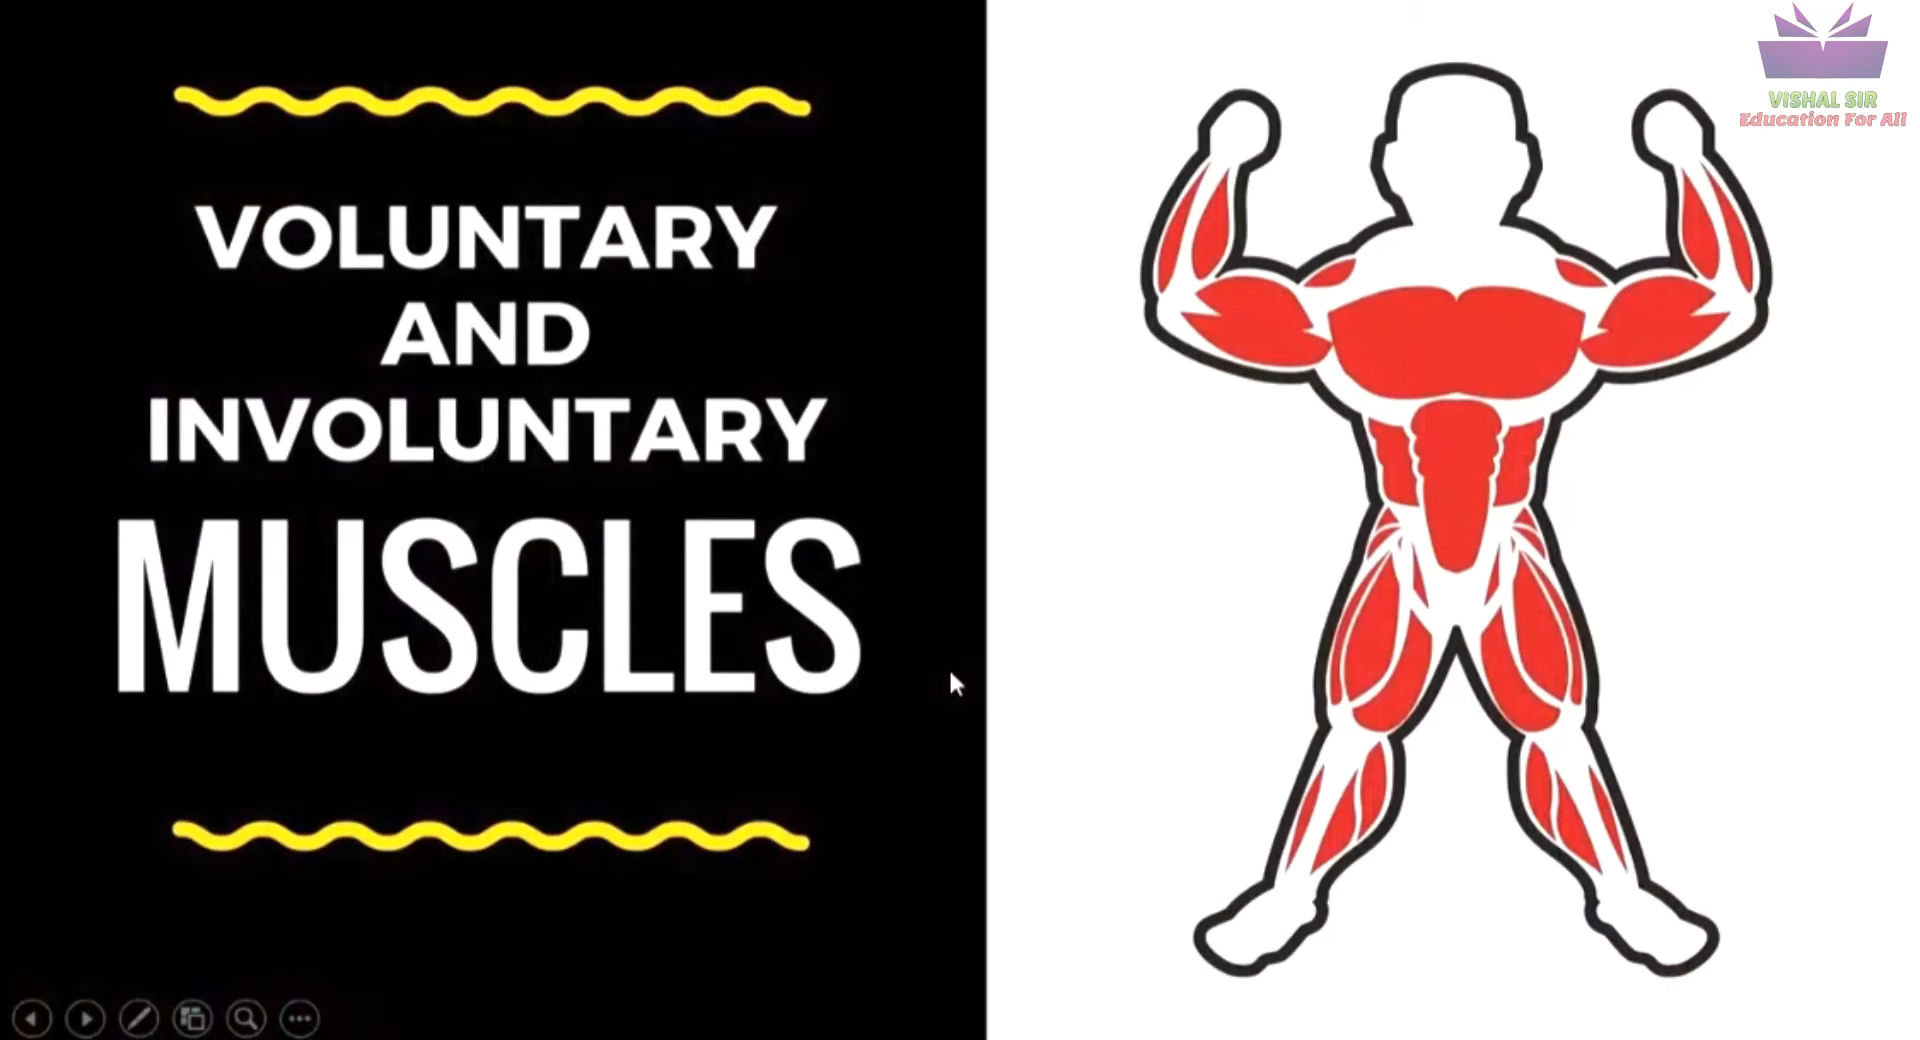 VOLUNTARY
AND
INVOLUNTARY
MUSCLES
VISHAL SIR
Education For All